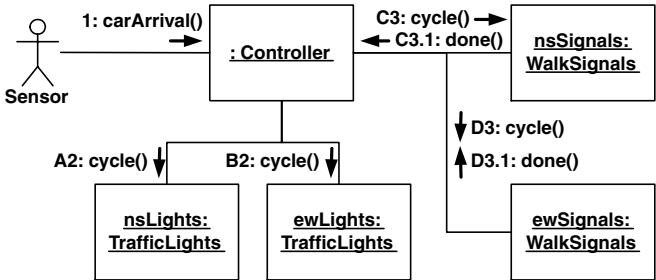 1: carArrival()
C3: cycle()
C3.1: done()
: Controller
nsSignals:
WalkSignals
Sensor
D3: cycle()
D3.1: done()
A2: cycle()
B2: cycle()
nsLights:
TrafficLights
ewLights:
TrafficLights
ewSignals:
WalkSignals